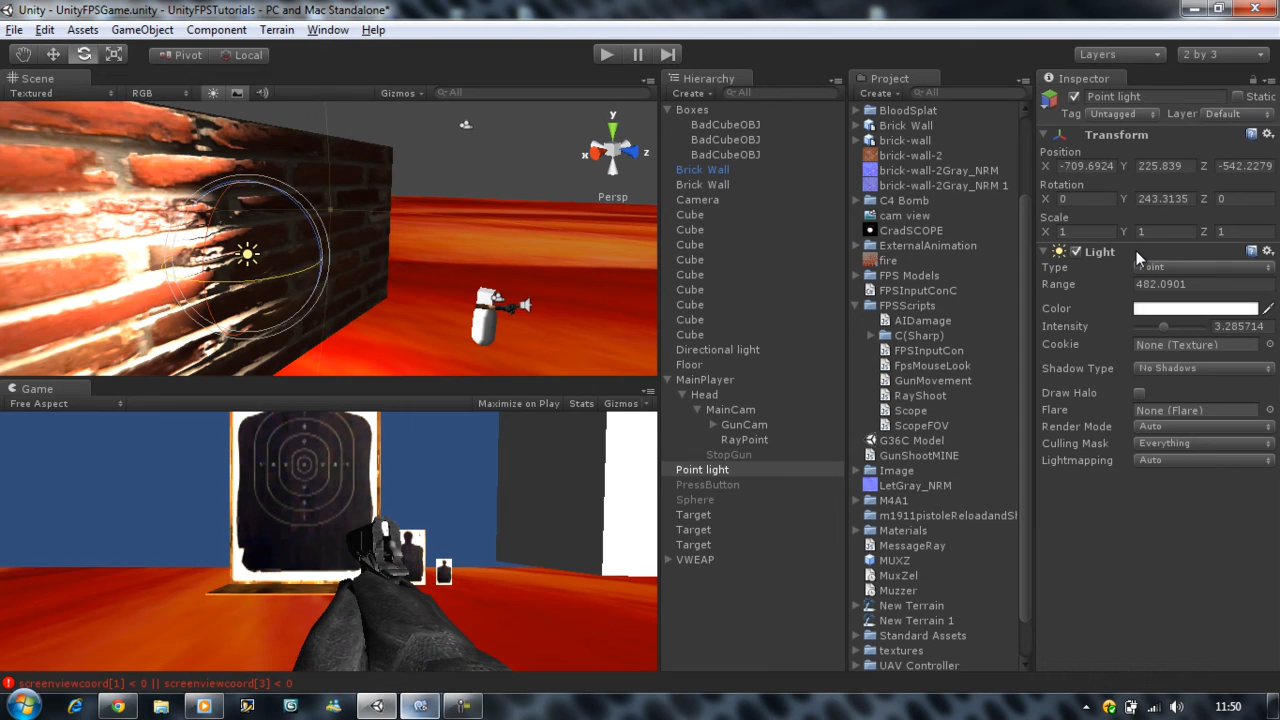 Unity - UnityFPSGame.unity - UnityFPSTutorials - PC and Mac Standalone*
File Edit Assets GameObject Component Terrain Window Help
Pivot Local Layers 2 by 3
Scene
Textured RGB Gizmos All
y
x z
Persp
Game
Free Aspect Maximize on Play Stats Gizmos
Hierarchy
Create All
Boxes
BadCubeOBJ
BadCubeOBJ
BadCubeOBJ
Brick Wall
Brick Wall
Camera
Cube
Cube
Cube
Cube
Cube
Cube
Cube
Cube
Cube
Directional light
Floor
MainPlayer
Head
MainCam
GunCam
RayPoint
StopGun
Point light
PressButton
Sphere
Target
Target
Target
VWEAP
Project
Create All
BloodSplat
Brick Wall
brick-wall
brick-wall-2
brick-wall-2Gray_NRM
brick-wall-2Gray_NRM 1
C4 Bomb
cam view
CradSCOPE
ExternalAnimation
fire
FPS Models
FPSInputConC
FPSScripts
AIDamage
C(Sharp)
FPSInputCon
FpsMouseLook
GunMovement
RayShoot
Scope
ScopeFOV
G36C Model
GunShootMINE
Image
LetGray_NRM
M4A1
m1911pistoleReloadandSh
Materials
MessageRay
MUXZ
MuxZel
Muzzer
New Terrain
New Terrain 1
Standard Assets
textures
UAV Controller
Inspector
Point light Static
Tag Untagged Layer Default
Transform
Position
X -709.6924 Y 225.839 Z -542.2279
Rotation
X 0 Y 243.3135 Z 0
Scale
X 1 Y 1 Z 1
Light
Type Point
Range 482.0901
Color
Intensity 3.285714
Cookie None (Texture)
Shadow Type No Shadows
Draw Halo
Flare None (Flare)
Render Mode Auto
Culling Mask Everything
Lightmapping Auto
screenviewcoord[1] < 0 || screenviewcoord[3] < 0
11:50